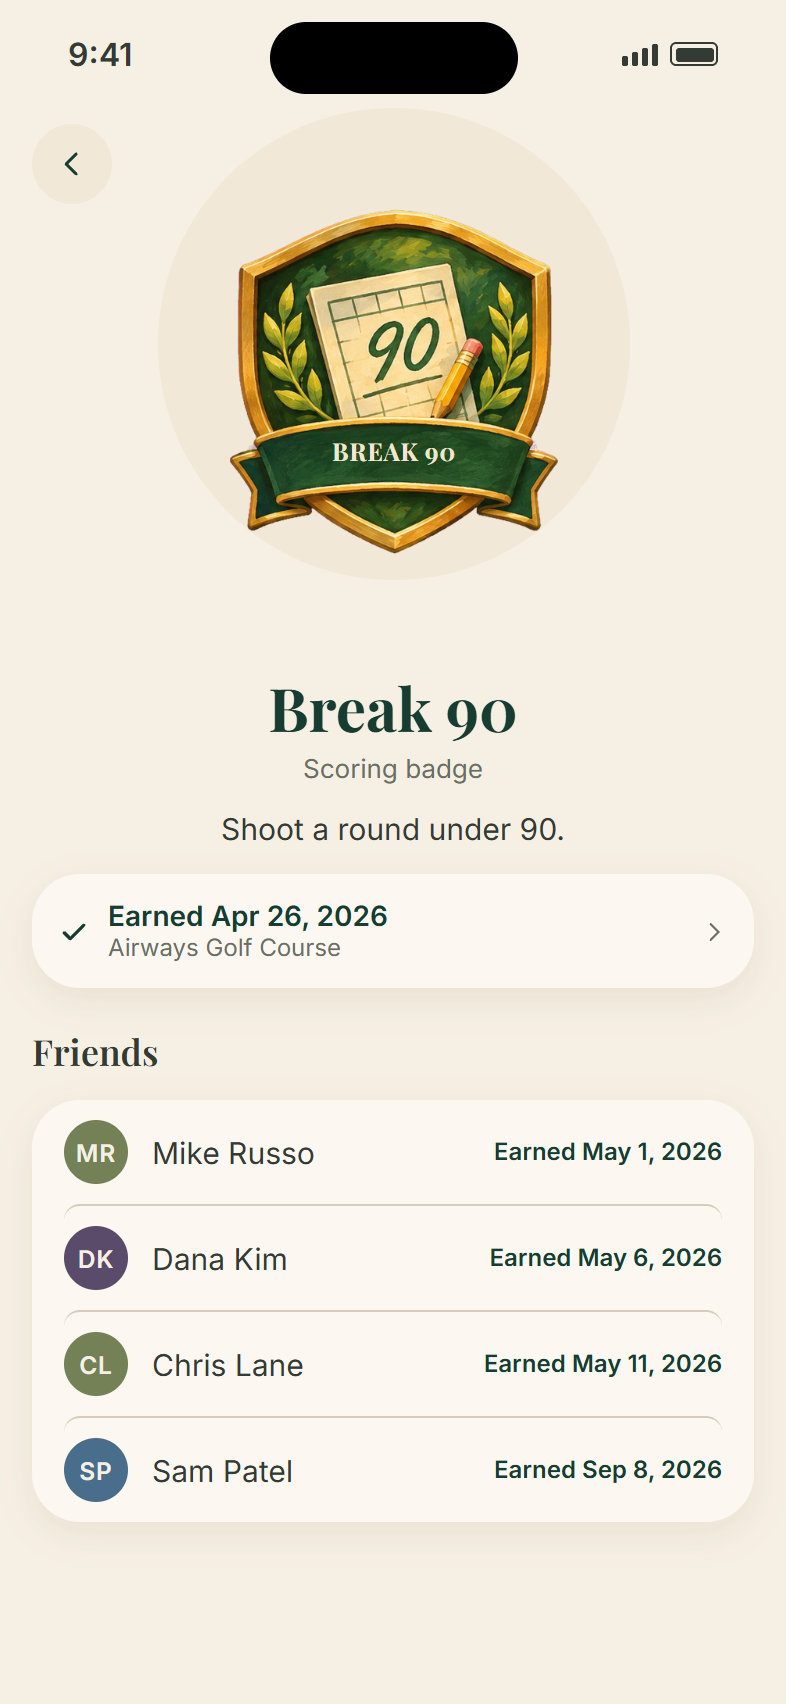 9:41
90
BREAK 90
Break 90
Scoring badge
Shoot a round under 90.
Earned Apr 26, 2026
Airways Golf Course
Friends
MR Mike Russo Earned May 1, 2026
DK Dana Kim Earned May 6, 2026
CL Chris Lane Earned May 11, 2026
SP Sam Patel Earned Sep 8, 2026